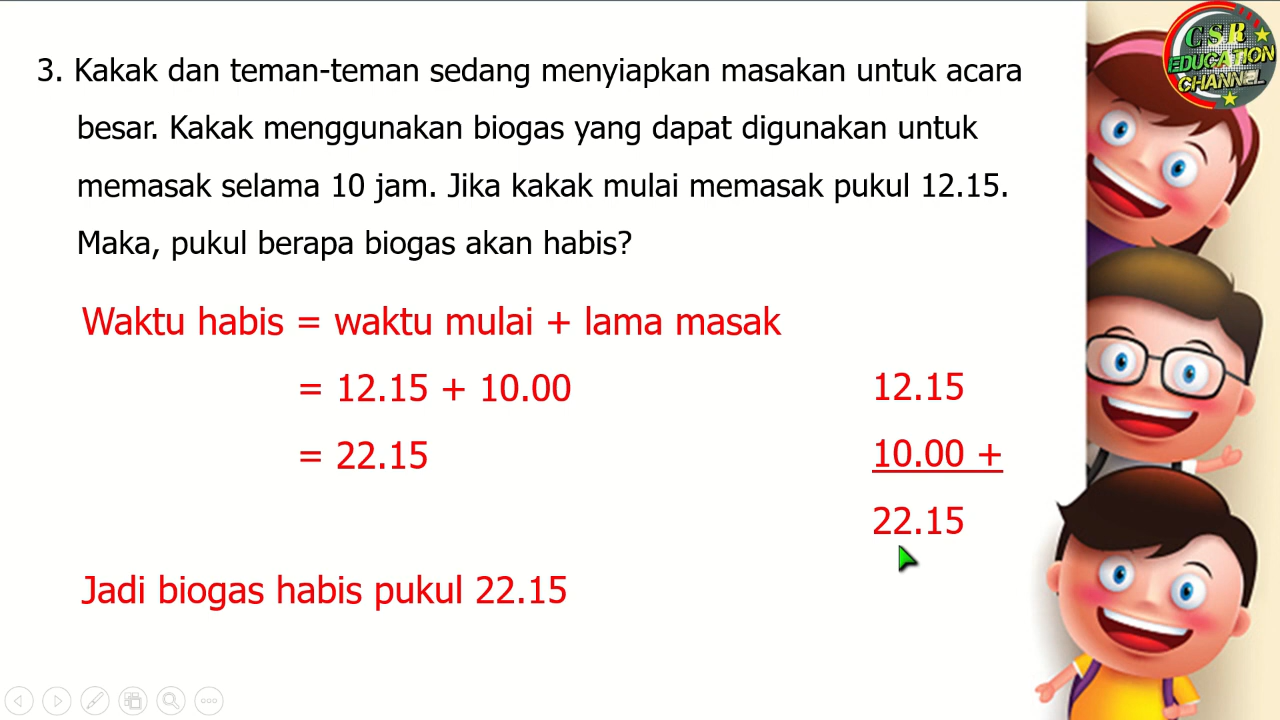 3. Kakak dan teman-teman sedang menyiapkan masakan untuk acara
besar. Kakak menggunakan biogas yang dapat digunakan untuk
memasak selama 10 jam. Jika kakak mulai memasak pukul 12.15.
Maka, pukul berapa biogas akan habis?
Waktu habis = waktu mulai + lama masak
= 12.15 + 10.00
= 22.15
12.15
10.00 +
22.15
Jadi biogas habis pukul 22.15
CSR
EDUCATION
CHANNEL